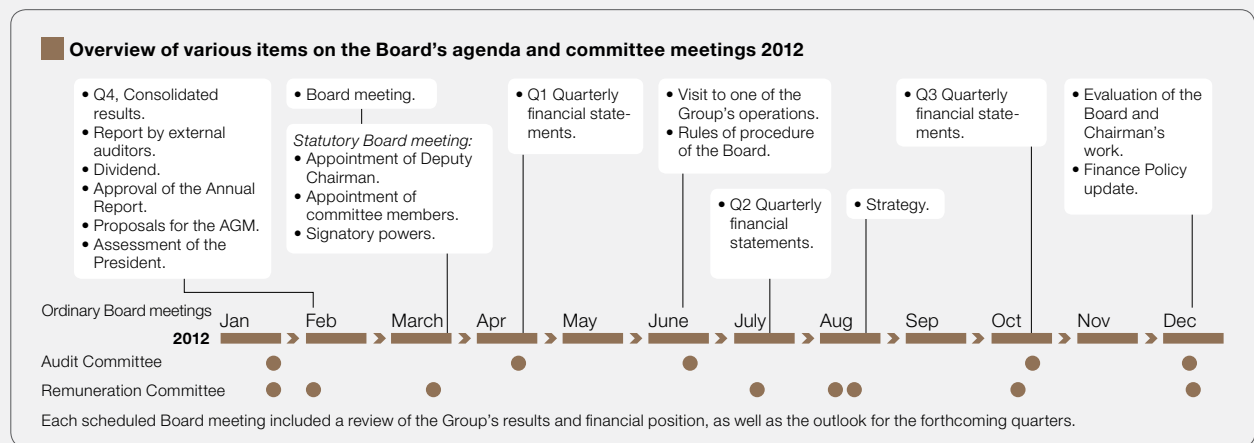 Overview of various items on the Board's agenda and committee meetings 2012
• Q4, Consolidated
results.
• Report by external
auditors.
• Dividend.
• Approval of the Annual
Report.
• Proposals for the AGM.
• Assessment of the
President.
• Board meeting.
Statutory Board meeting:
• Appointment of Deputy
Chairman.
• Appointment of
committee members.
• Signatory powers.
• Q1 Quarterly
financial state-
ments.
• Visit to one of the
Group's operations.
• Rules of procedure
of the Board.
• Q2 Quarterly
financial
statements.
• Strategy.
• Q3 Quarterly
financial state-
ments.
• Evaluation of the
Board and
Chairman's
work.
• Finance Policy
update.
Ordinary Board meetings
Jan Feb March Apr May June July Aug Sep Oct Nov Dec
2012
Audit Committee
Remuneration Committee
Each scheduled Board meeting included a review of the Group's results and financial position, as well as the outlook for the forthcoming quarters.